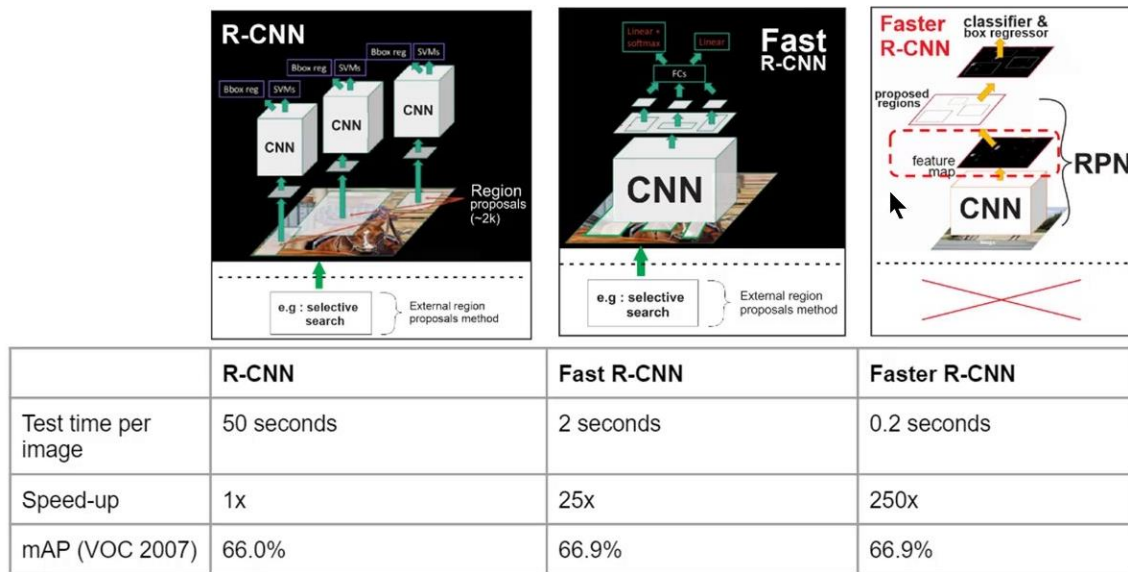 R-CNN
Bbox reg SVMs
Bbox reg SVMs
Bbox reg SVMs
CNN
CNN
CNN
Region
proposals
(~2k)
e.g : selective
search
External region
proposals method
Linear +
softmax
Linear
Fast
R-CNN
FCs
CNN
e.g : selective
search
External region
proposals method
Faster
R-CNN
classifier &
box regressor
proposed
regions
feature
map
RPN
CNN
R-CNN Fast R-CNN Faster R-CNN
Test time per
image
50 seconds 2 seconds 0.2 seconds
Speed-up 1x 25x 250x
mAP (VOC 2007) 66.0% 66.9% 66.9%